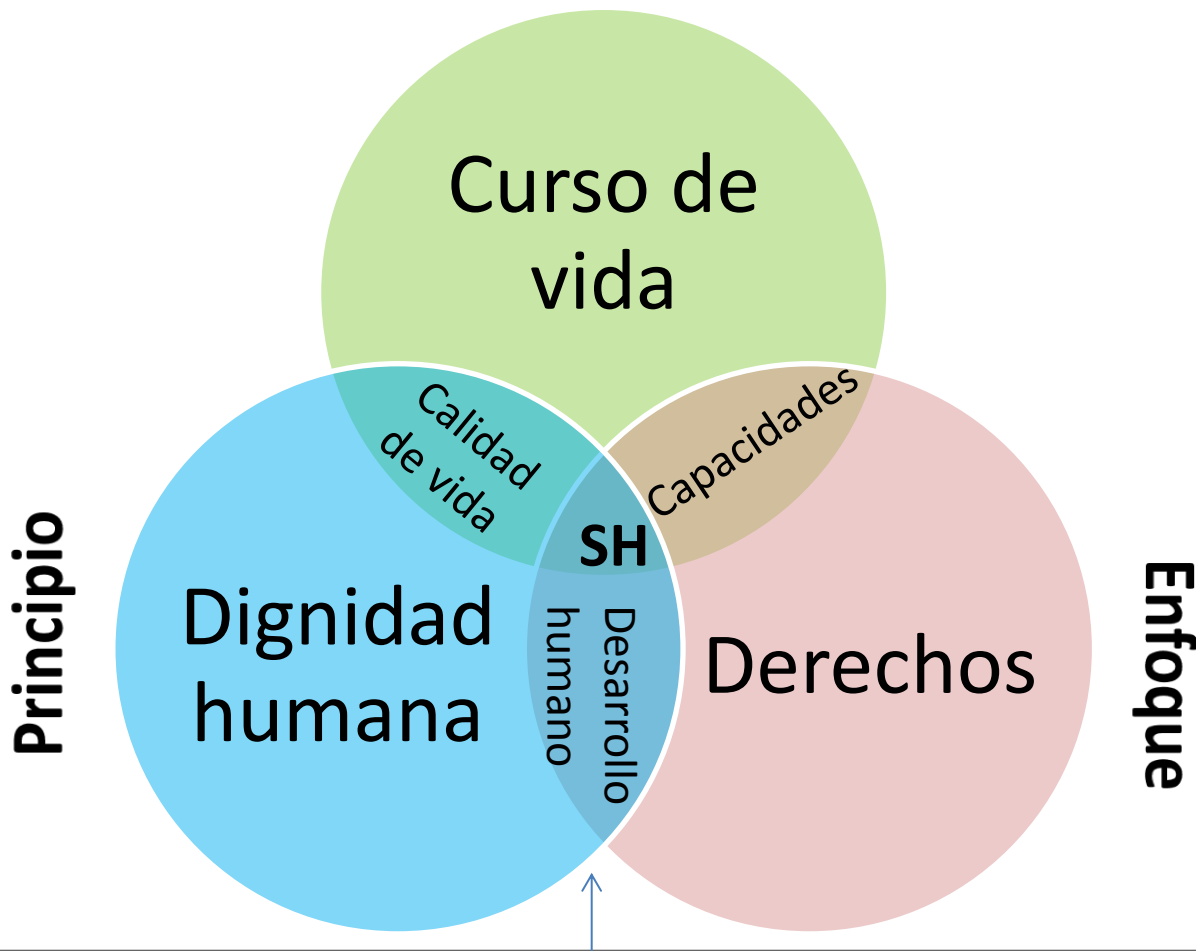 Curso de
vida
Calidad
de vida
Capacidades
SH
Principio
Dignidad
humana
Desarrollo
humano
Derechos
Enfoque